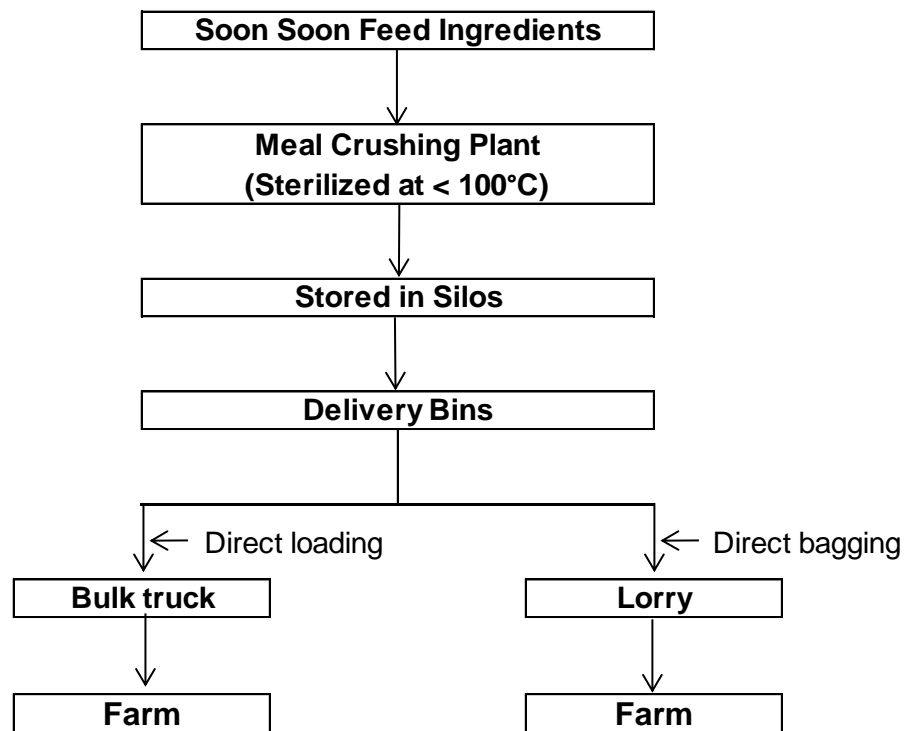 Soon Soon Feed Ingredients
Meal Crushing Plant
(Sterilized at < 100°C)
Stored in Silos
Delivery Bins
Direct loading
Direct bagging
Bulk truck
Lorry
Farm
Farm